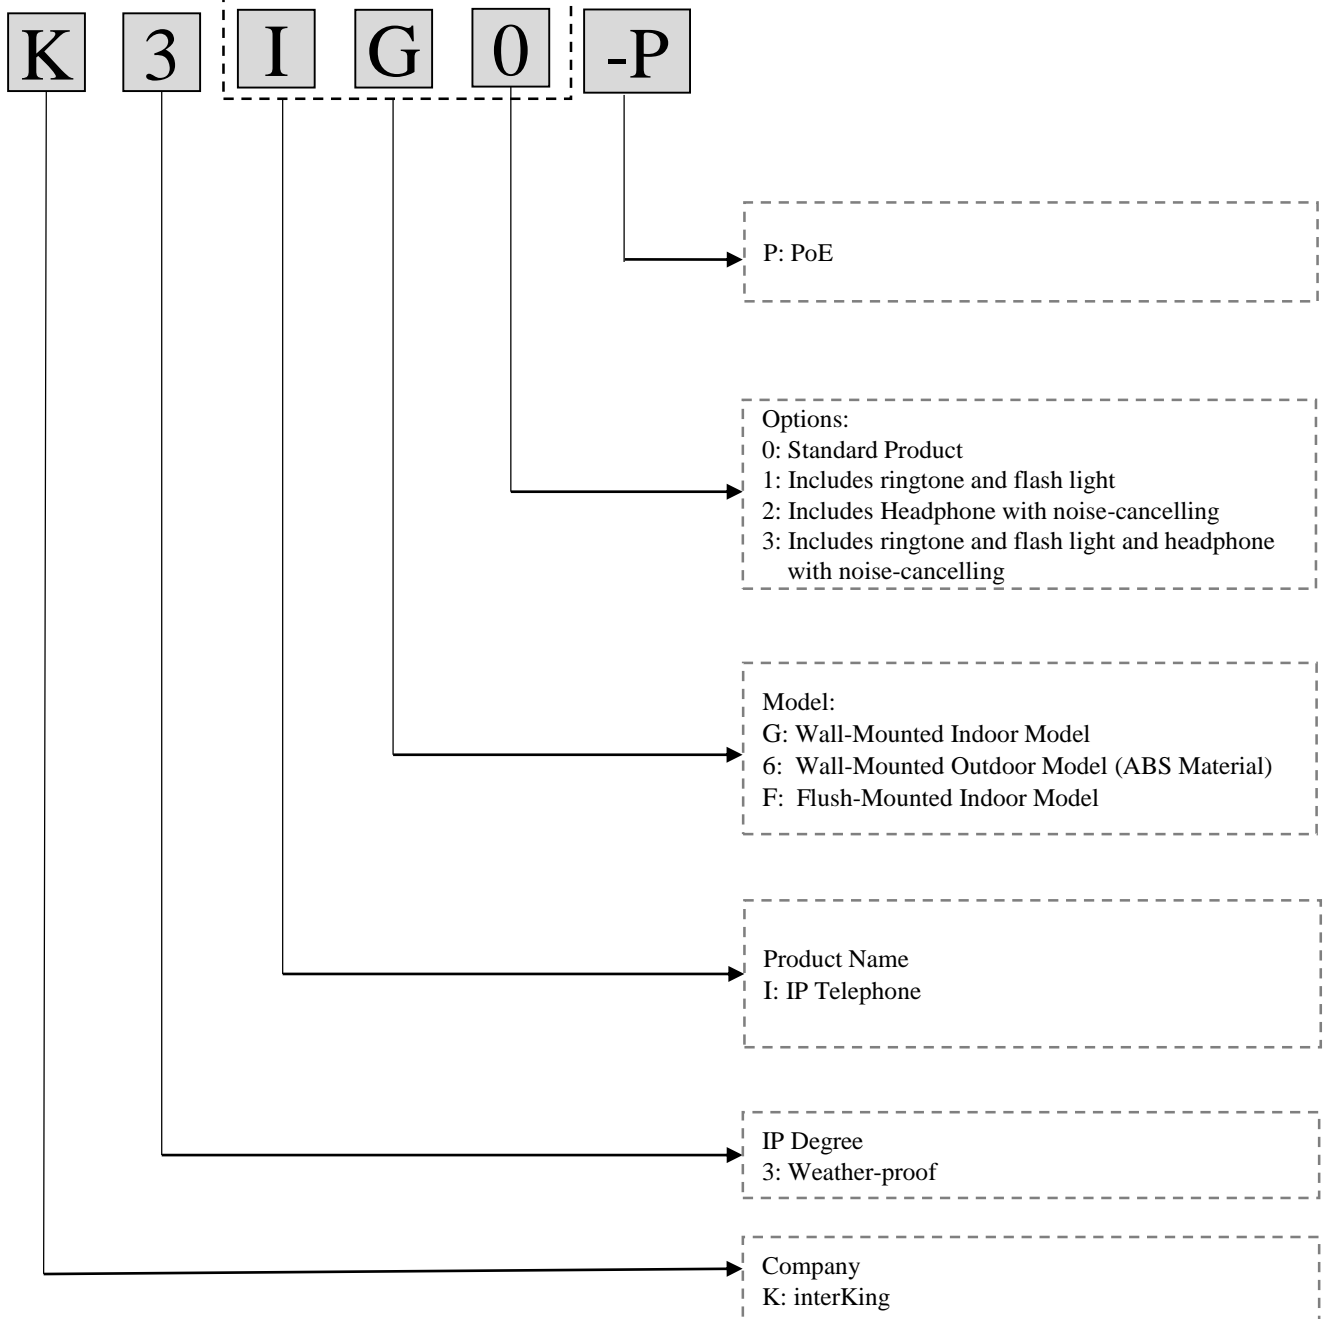 K 3 I G 0 -P
P: PoE
Options:
0: Standard Product
1: Includes ringtone and flash light
2: Includes Headphone with noise-cancelling
3: Includes ringtone and flash light and headphone
with noise-cancelling
Model:
G: Wall-Mounted Indoor Model
6: Wall-Mounted Outdoor Model (ABS Material)
F: Flush-Mounted Indoor Model
Product Name
I: IP Telephone
IP Degree
3: Weather-proof
Company
K: interKing